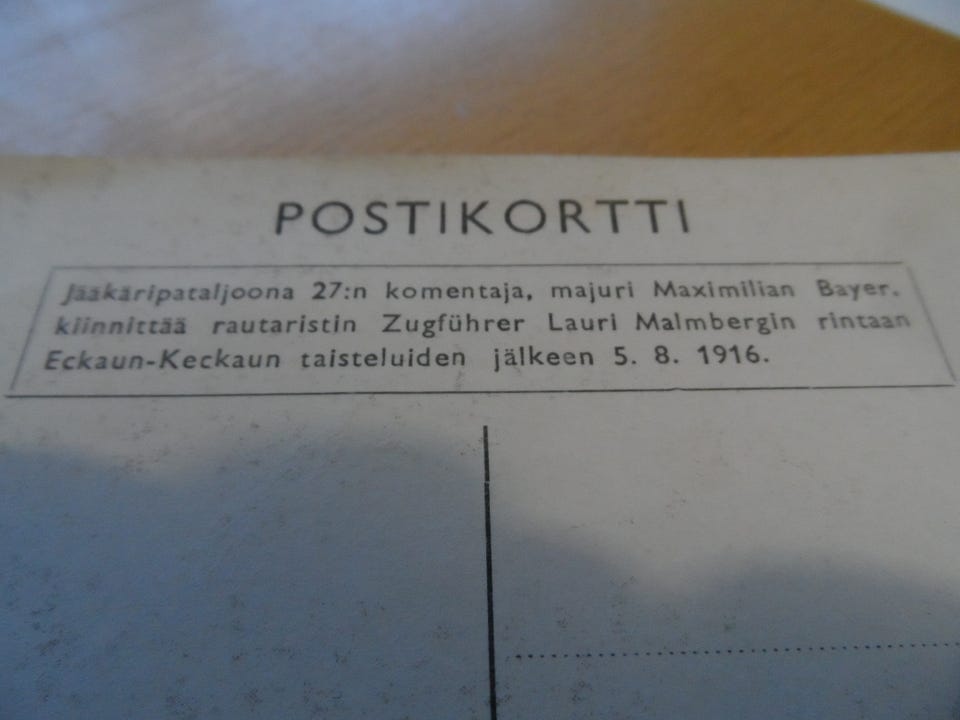 POSTIKORTTI
Jääkäripataljoona 27:n komentaja, majuri Maximilian Bayer,
kiinnittää rautaristin Zugführer Lauri Malmbergin rintaan
Eckaun-Keckaun taisteluiden jälkeen 5. 8. 1916.